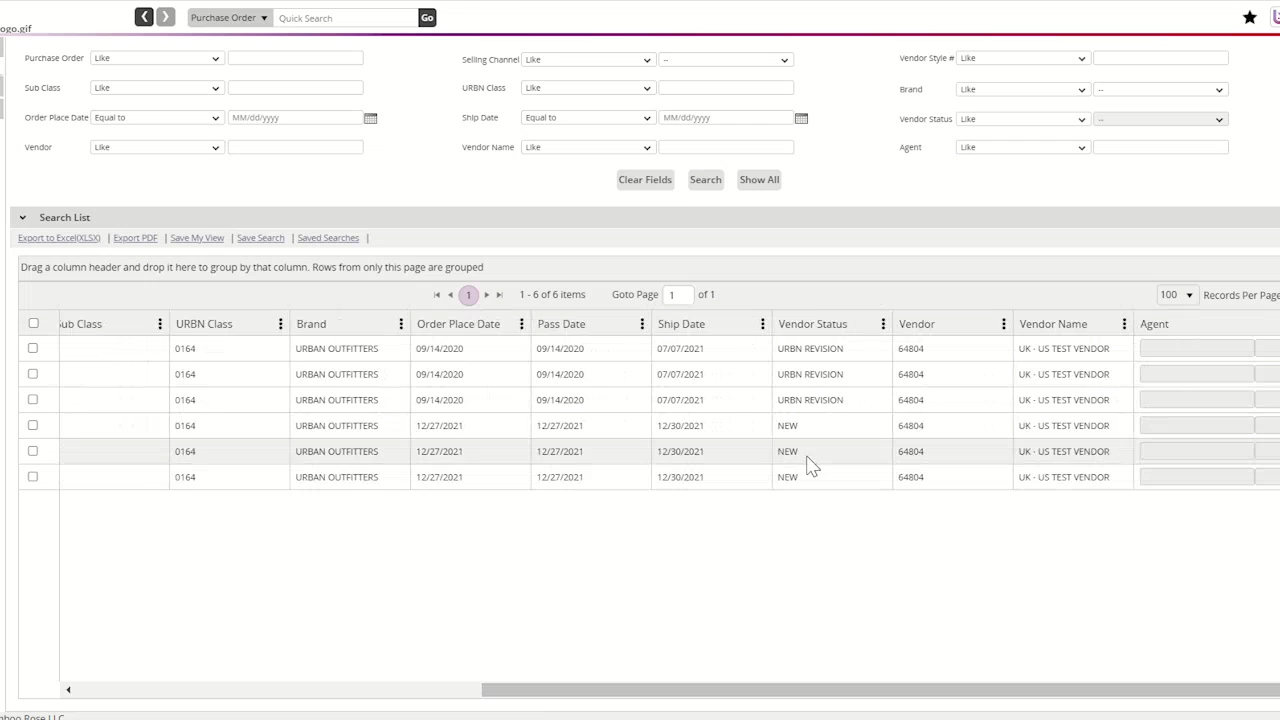 Purchase Order Quick Search Go
ogo.gif
Purchase Order Like Selling Channel Like -- Vendor Style # Like
Sub Class Like URBN Class Like Brand Like --
Order Place Date Equal to MM/dd/yyyy Ship Date Equal to MM/dd/yyyy Vendor Status Like --
Vendor Like Vendor Name Like Agent Like
Clear Fields Search Show All
Search List
Export to Excel(XLSX) | Export PDF | Save My View | Save Search | Saved Searches |
Drag a column header and drop it here to group by that column. Rows from only this page are grouped
1 1 - 6 of 6 items Goto Page 1 of 1 100 Records Per Page
Sub Class URBN Class Brand Order Place Date Pass Date Ship Date Vendor Status Vendor Vendor Name Agent
0164 URBAN OUTFITTERS 09/14/2020 09/14/2020 07/07/2021 URBN REVISION 64804 UK - US TEST VENDOR
0164 URBAN OUTFITTERS 09/14/2020 09/14/2020 07/07/2021 URBN REVISION 64804 UK - US TEST VENDOR
0164 URBAN OUTFITTERS 09/14/2020 09/14/2020 07/07/2021 URBN REVISION 64804 UK - US TEST VENDOR
0164 URBAN OUTFITTERS 12/27/2021 12/27/2021 12/30/2021 NEW 64804 UK - US TEST VENDOR
0164 URBAN OUTFITTERS 12/27/2021 12/27/2021 12/30/2021 NEW 64804 UK - US TEST VENDOR
0164 URBAN OUTFITTERS 12/27/2021 12/27/2021 12/30/2021 NEW 64804 UK - US TEST VENDOR
boo Rose LLC